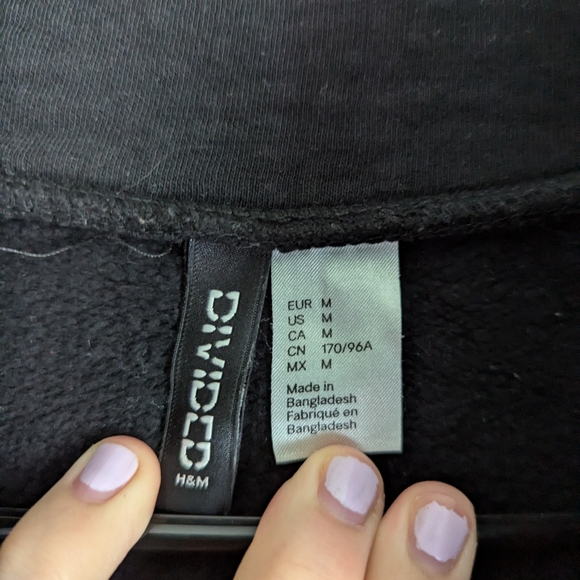 DIVIDED
H&M
EUR M
US M
CA M
CN 170/96A
MX M
Made in
Bangladesh
Fabriqué en
Bangladesh